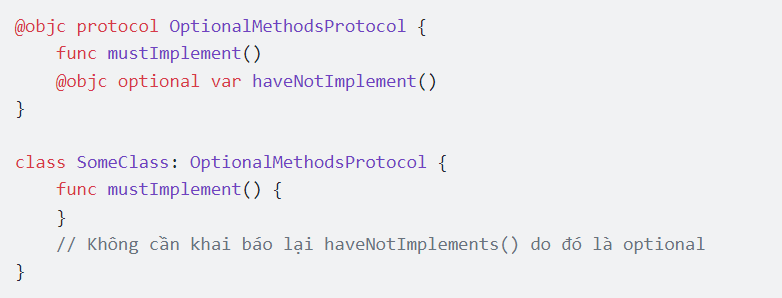 @objc protocol OptionalMethodsProtocol {
    func mustImplement()
    @objc optional var haveNotImplement()
}

class SomeClass: OptionalMethodsProtocol {
    func mustImplement() {
    }
    // Không cần khai báo lại haveNotImplements() do đó là optional
}